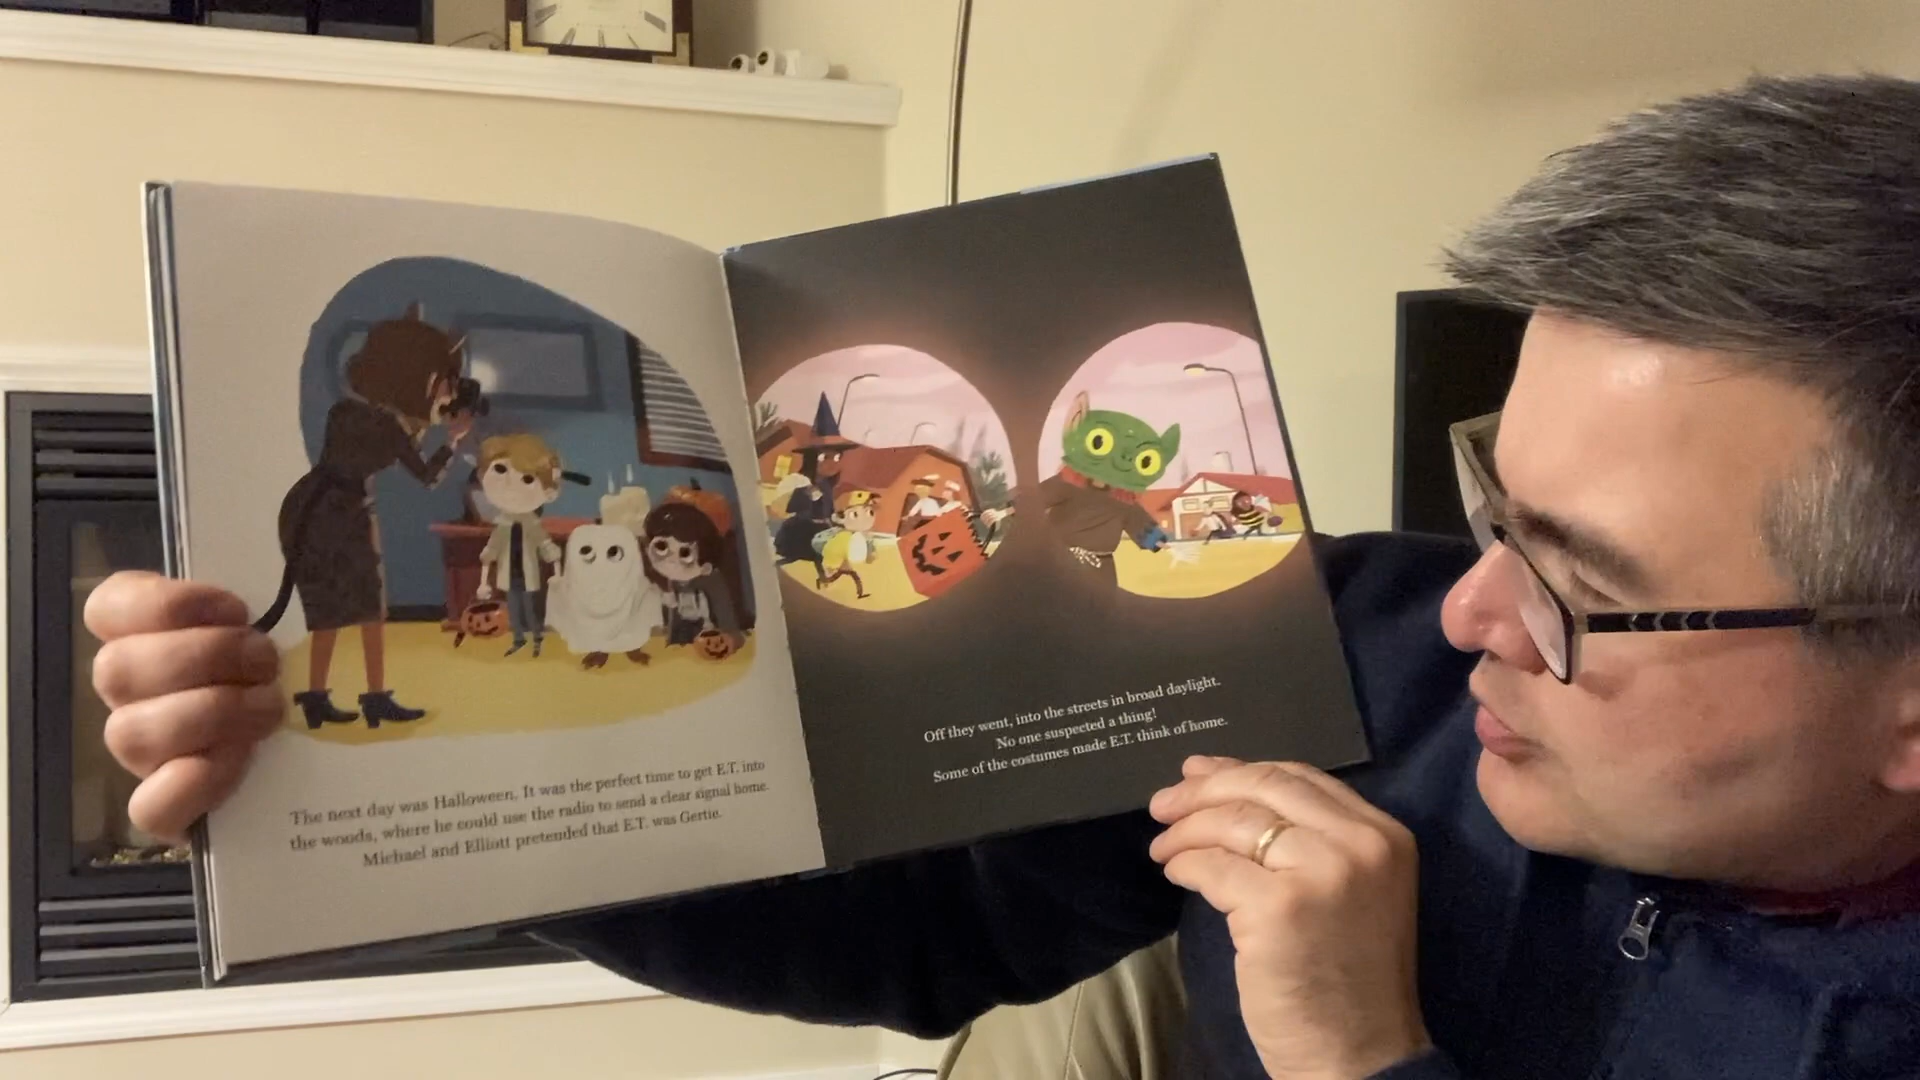 The next day was Halloween. It was the perfect time to get E.T. into
the woods, where he could use the radio to send a clear signal home.
Michael and Elliott pretended that E.T. was Gertie.
Off they went, into the streets in broad daylight.
No one suspected a thing!
Some of the costumes made E.T. think of home.